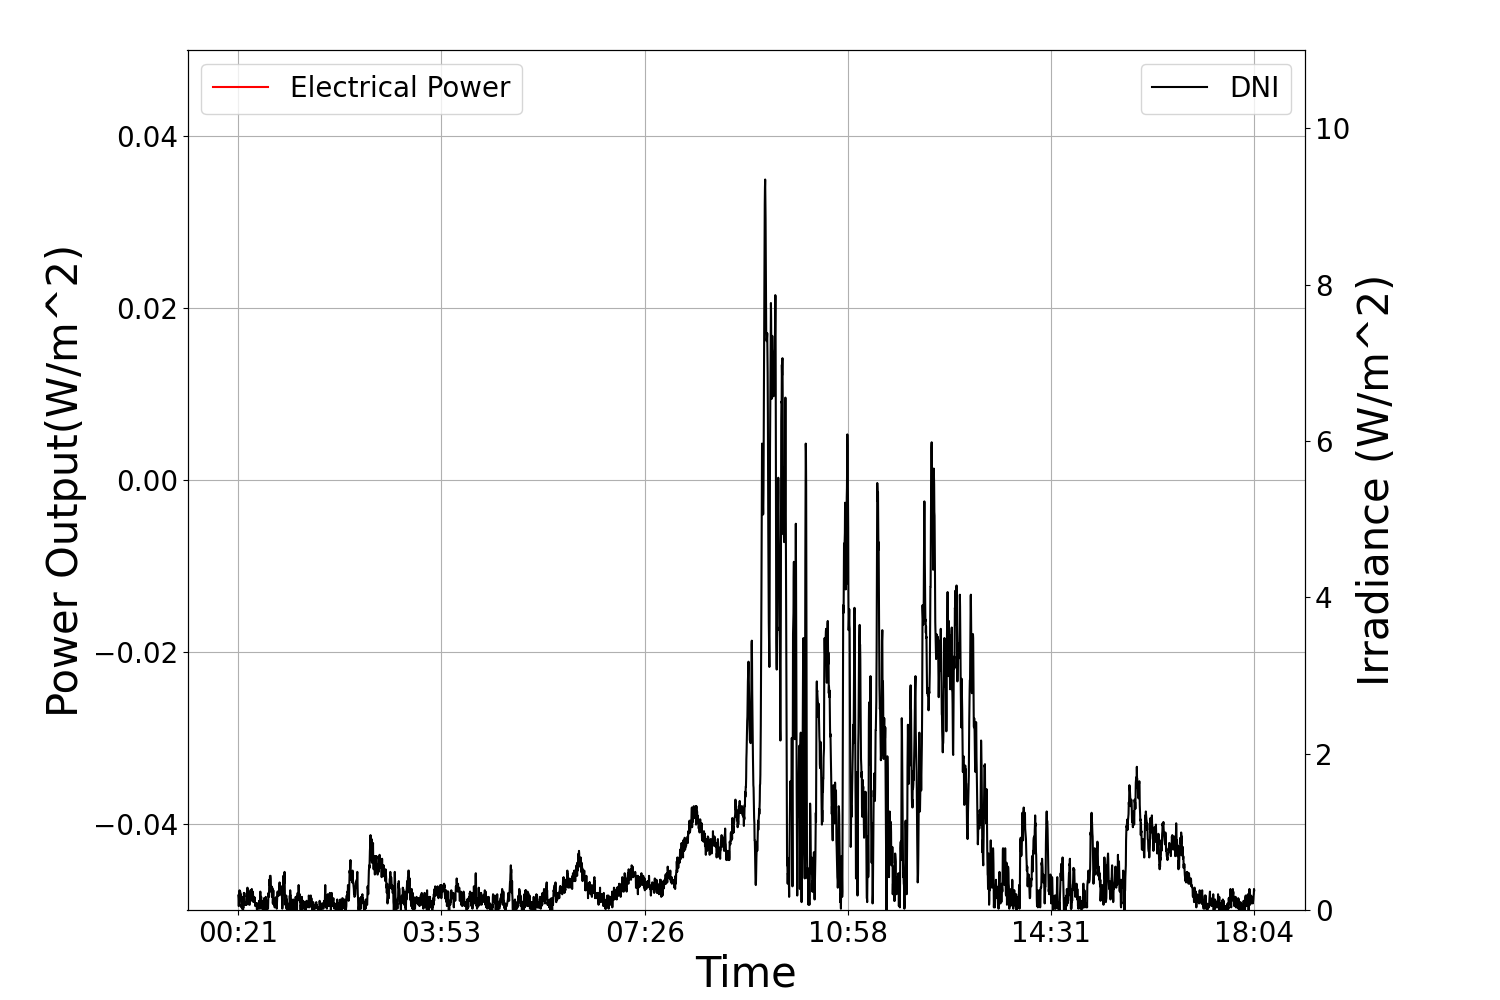 Electrical Power
DNI
Power Output(W/m^2)
0.04
0.02
0.00
−0.02
−0.04
10
8
6
4
2
0
Irradiance (W/m^2)
00:21 03:53 07:26 10:58 14:31 18:04
Time